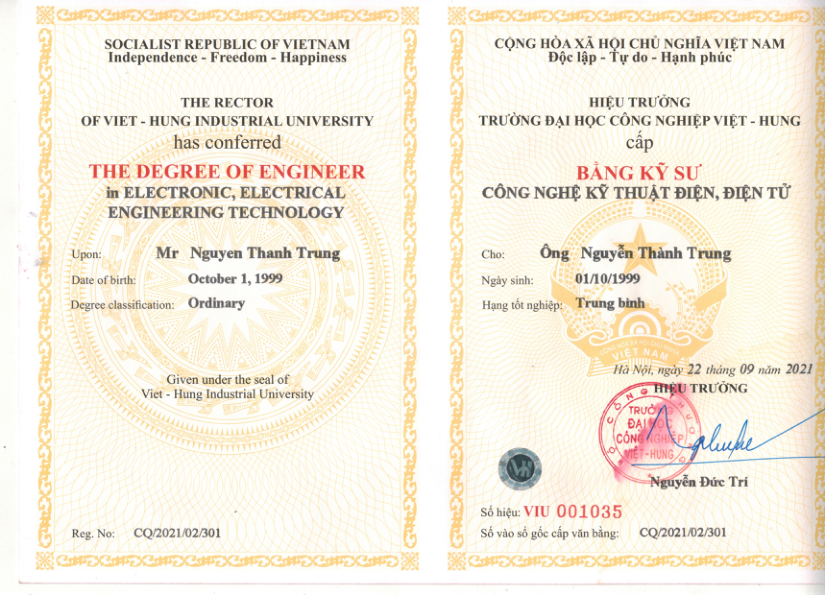 SOCIALIST REPUBLIC OF VIETNAM
Independence - Freedom - Happiness
THE RECTOR
OF VIET - HUNG INDUSTRIAL UNIVERSITY
has conferred
THE DEGREE OF ENGINEER
in ELECTRONIC, ELECTRICAL
ENGINEERING TECHNOLOGY
Upon: Mr Nguyen Thanh Trung
Date of birth: October 1, 1999
Degree classification: Ordinary
Given under the seal of
Viet - Hung Industrial University
Reg. No: CQ/2021/02/301
CỘNG HÒA XÃ HỘI CHỦ NGHĨA VIỆT NAM
Độc lập - Tự do - Hạnh phúc
HIỆU TRƯỞNG
TRƯỜNG ĐẠI HỌC CÔNG NGHIỆP VIỆT - HUNG
cấp
BẰNG KỸ SƯ
CÔNG NGHỆ KỸ THUẬT ĐIỆN, ĐIỆN TỬ
Cho: Ông Nguyễn Thành Trung
Ngày sinh: 01/10/1999
Hạng tốt nghiệp: Trung bình
VIỆT NAM
Hà Nội, ngày 22 tháng 09 năm 2021
HIỆU TRƯỞNG
TRƯỜNG
ĐẠI HỌC
CÔNG NGHIỆP
VIỆT-HUNG
Nguyễn Đức Trí
Số hiệu: VIU 001035
Số vào sổ gốc cấp văn bằng: CQ/2021/02/301